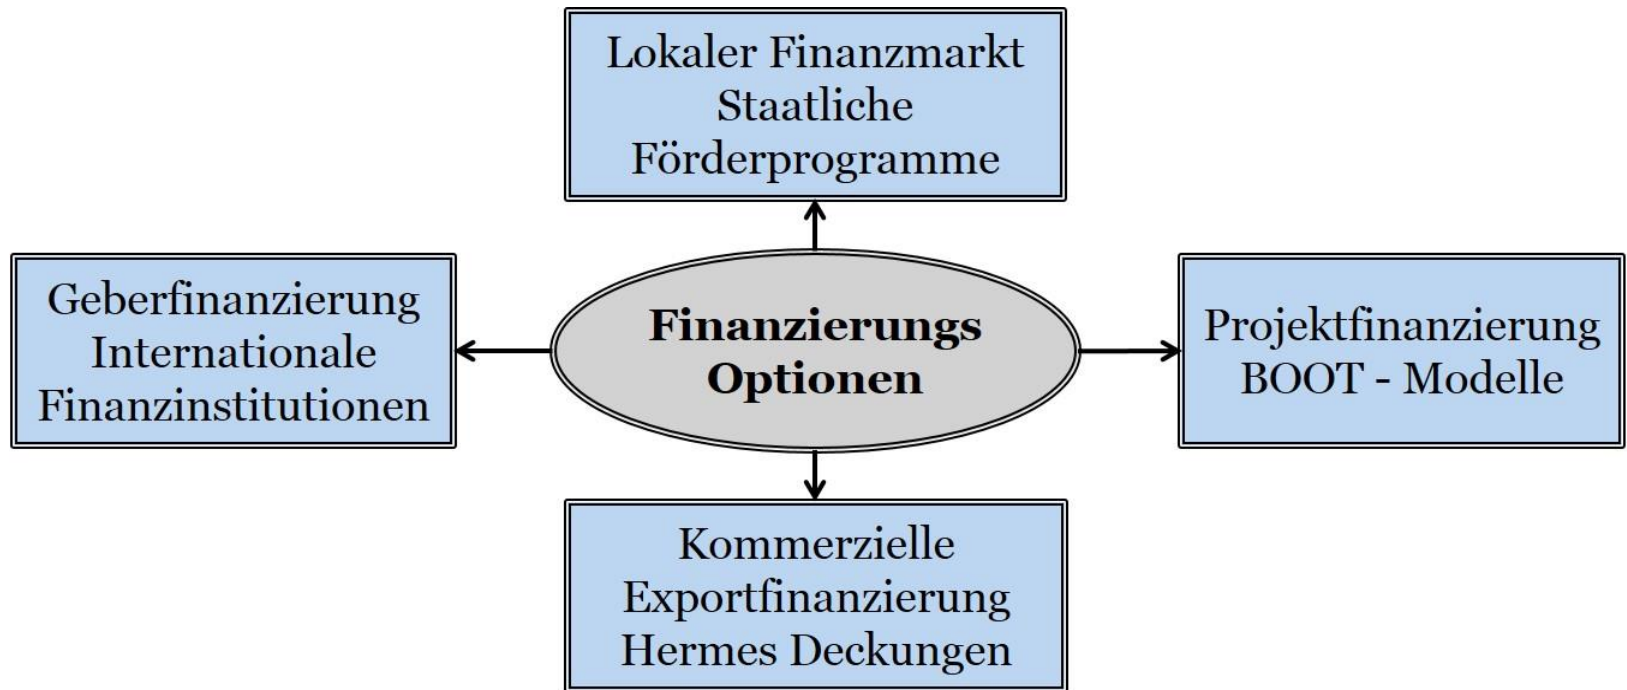 Lokaler Finanzmarkt
Staatliche
Förderprogramme
Geberfinanzierung
Internationale
Finanzinstitutionen
Finanzierungs
Optionen
Projektfinanzierung
BOOT - Modelle
Kommerzielle
Exportfinanzierung
Hermes Deckungen